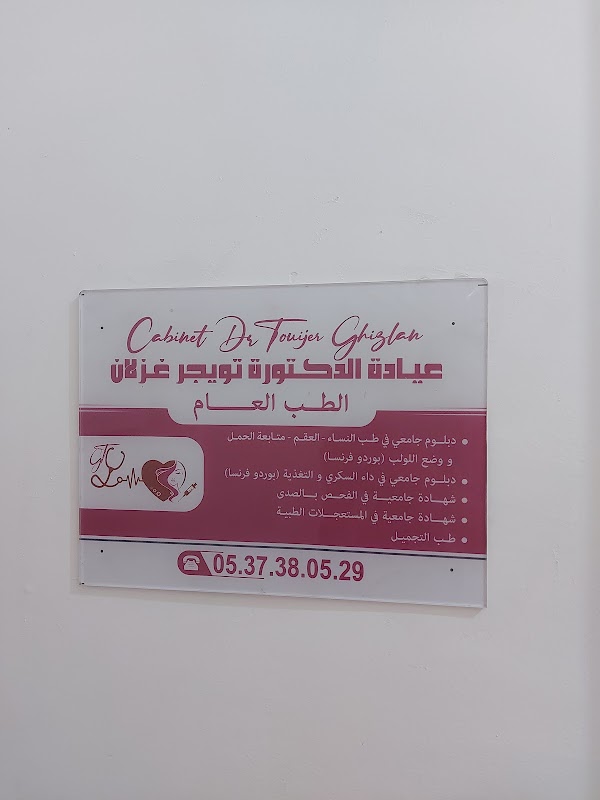 Cabinet Dr Touijer Ghizlan
عيادة الدكتورة تويجر غزلان
الطب العام
دبلوم جامعي في طب النساء - العقم - متابعة الحمل
و وضع اللولب (بوردو فرنسا)
دبلوم جامعي في داء السكري و التغذية (بوردو فرنسا)
شهادة جامعية في الفحص بالصدى
شهادة جامعية في المستعجلات الطبية
طب التجميل
05.37.38.05.29